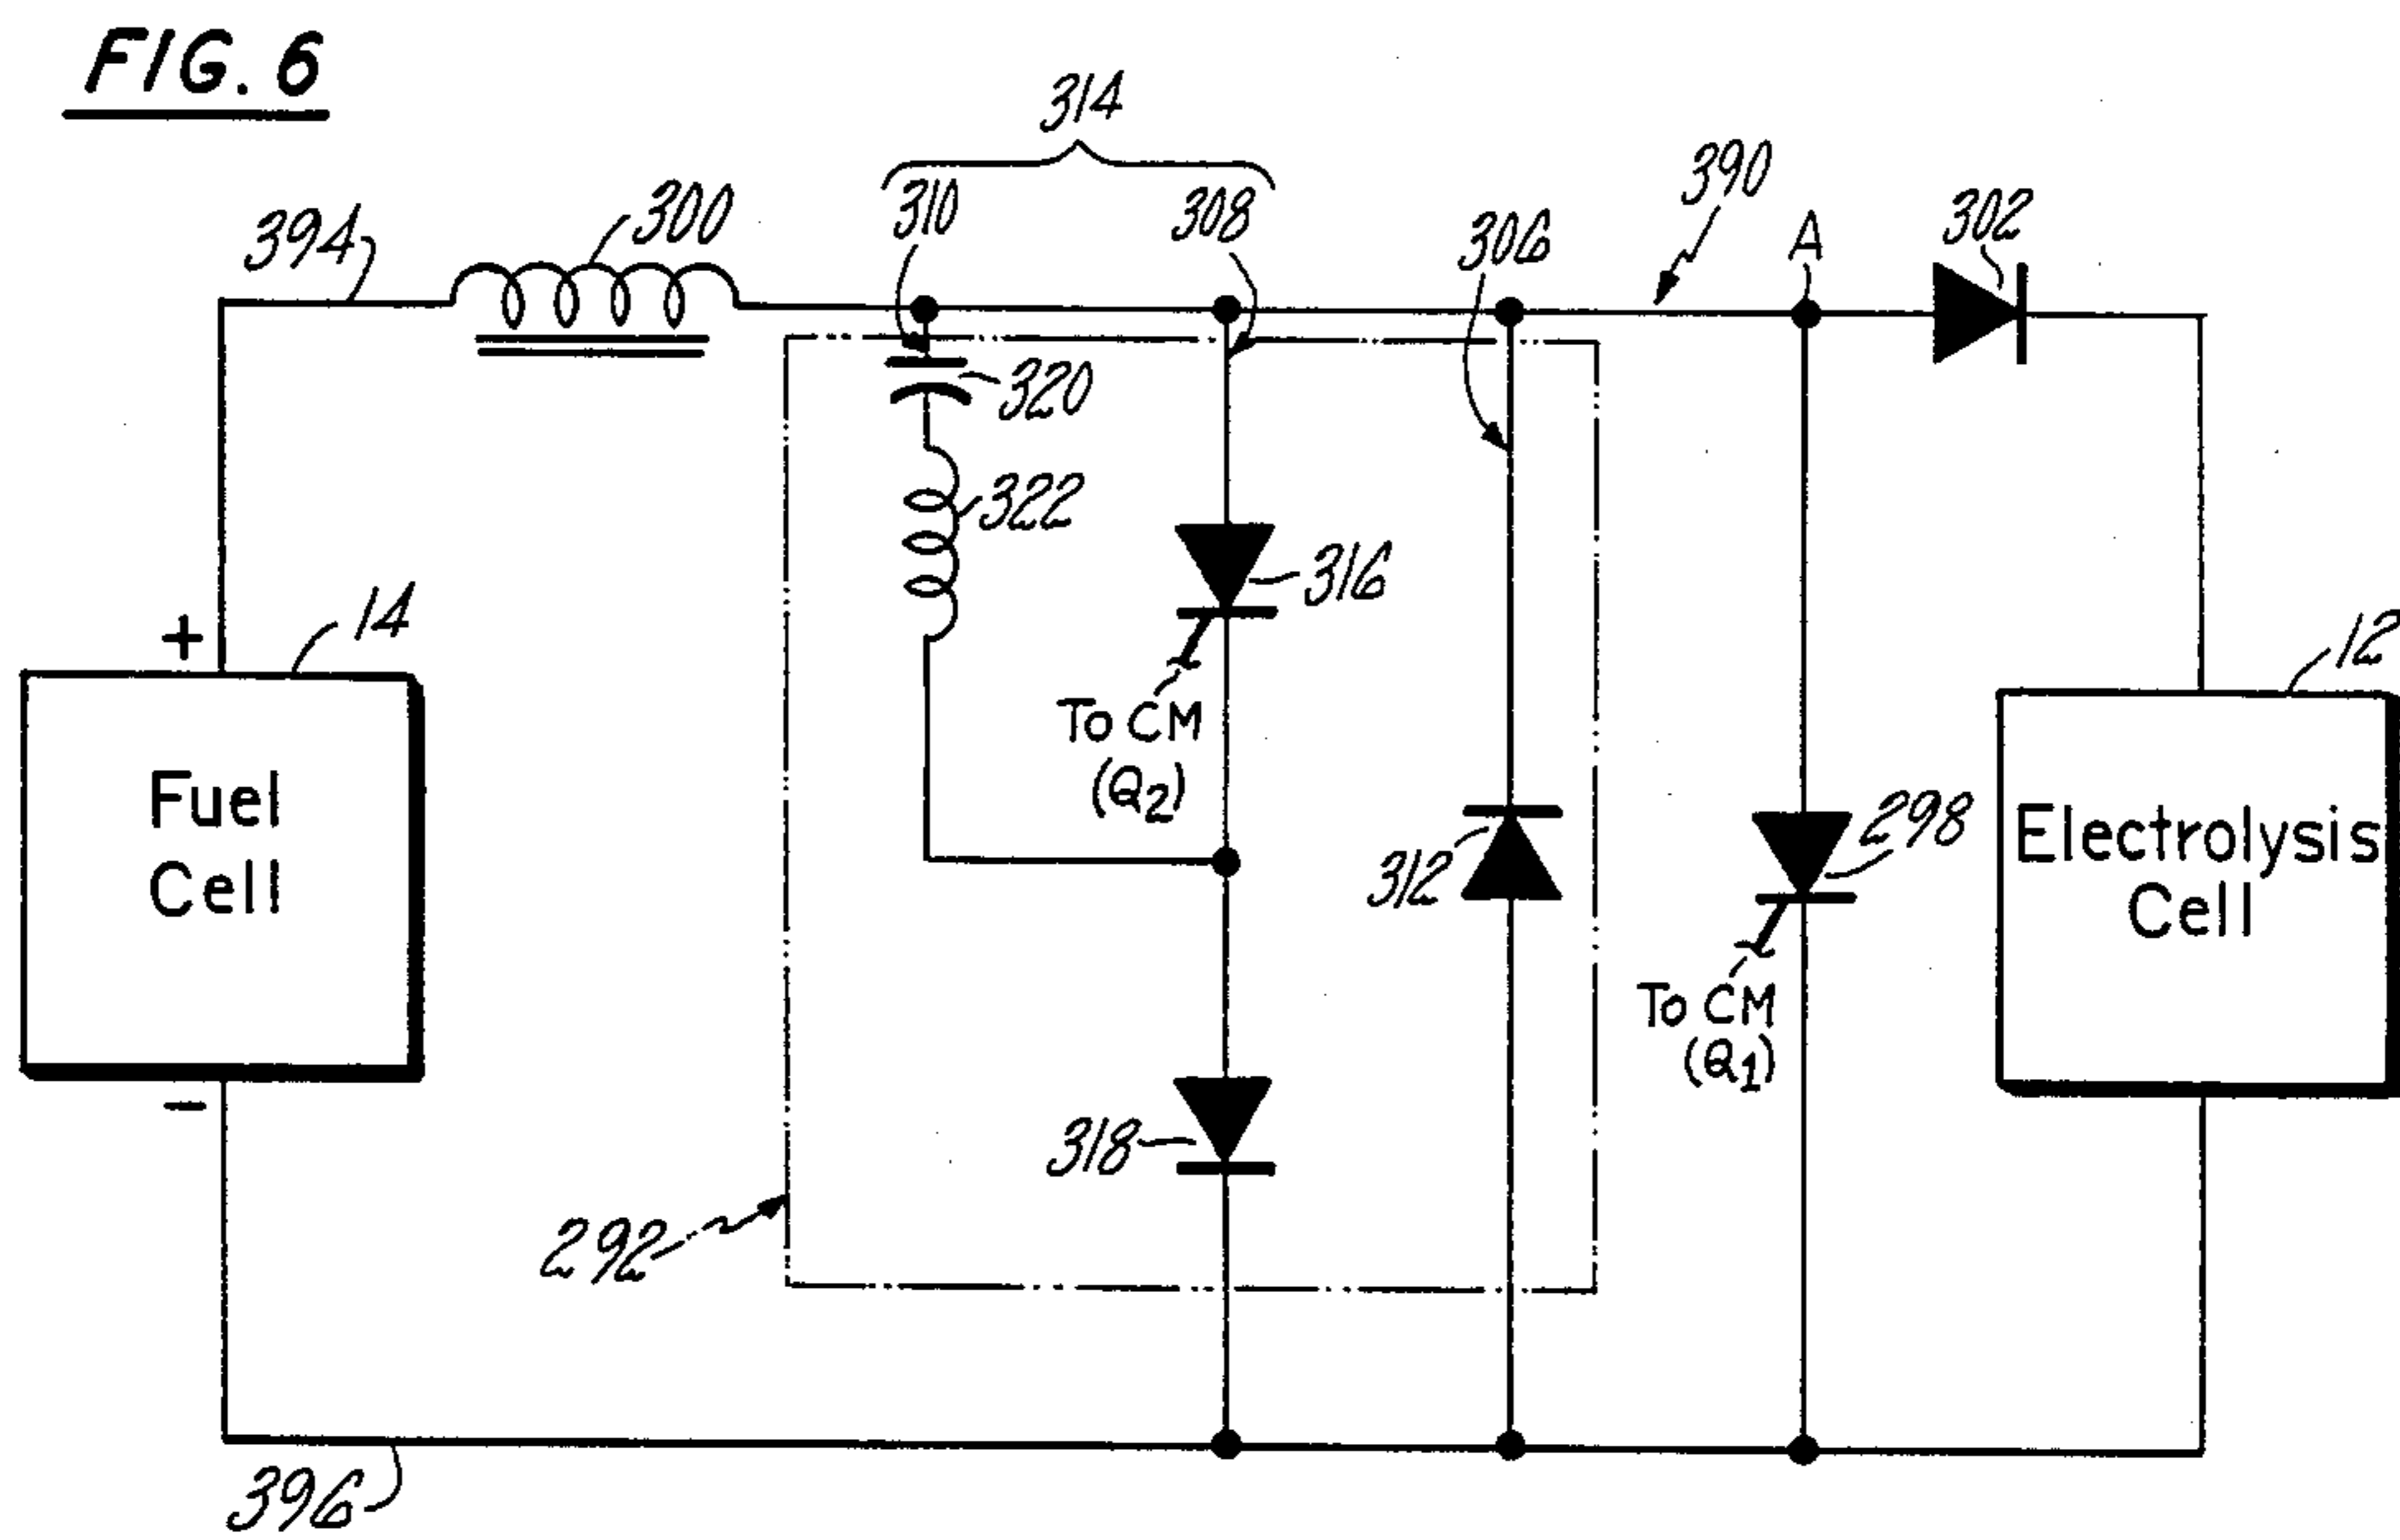 FIG. 6
314
310
308
390
394
300
306
A
302
320
322
316
+
14
12
To CM
(Q2)
Fuel
Cell
312
298
Electrolysis
Cell
To CM
(Q1)
−
318
292
396